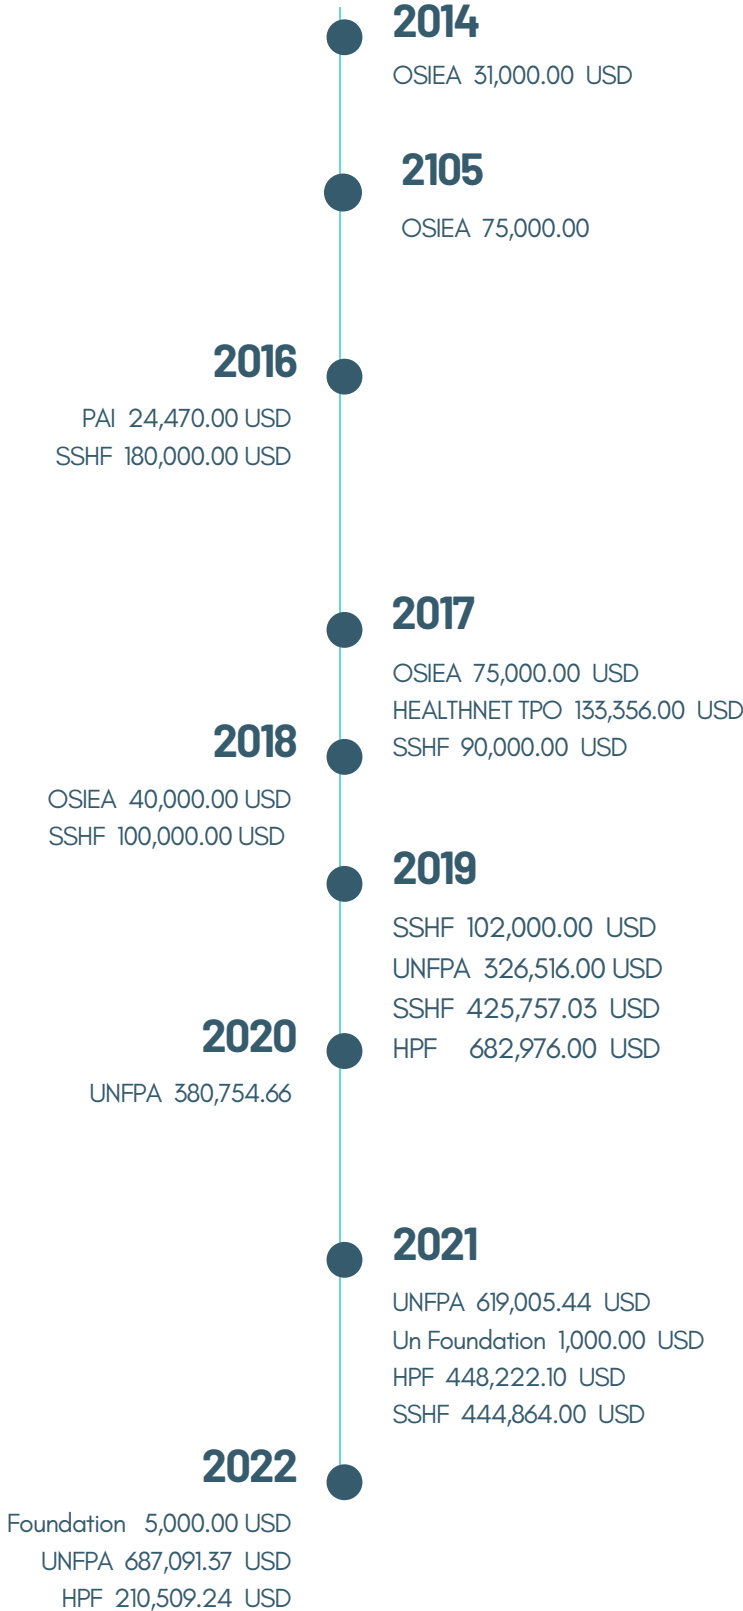 2014
OSIEA 31,000.00 USD
2105
OSIEA 75,000.00
2016
PAI 24,470.00 USD
SSHF 180,000.00 USD
2017
OSIEA 75,000.00 USD
HEALTHNET TPO 133,356.00 USD
SSHF 90,000.00 USD
2018
OSIEA 40,000.00 USD
SSHF 100,000.00 USD
2019
SSHF 102,000.00 USD
UNFPA 326,516.00 USD
SSHF 425,757.03 USD
HPF 682,976.00 USD
2020
UNFPA 380,754.66
2021
UNFPA 619,005.44 USD
Un Foundation 1,000.00 USD
HPF 448,222.10 USD
SSHF 444,864.00 USD
2022
Foundation 5,000.00 USD
UNFPA 687,091.37 USD
HPF 210,509.24 USD